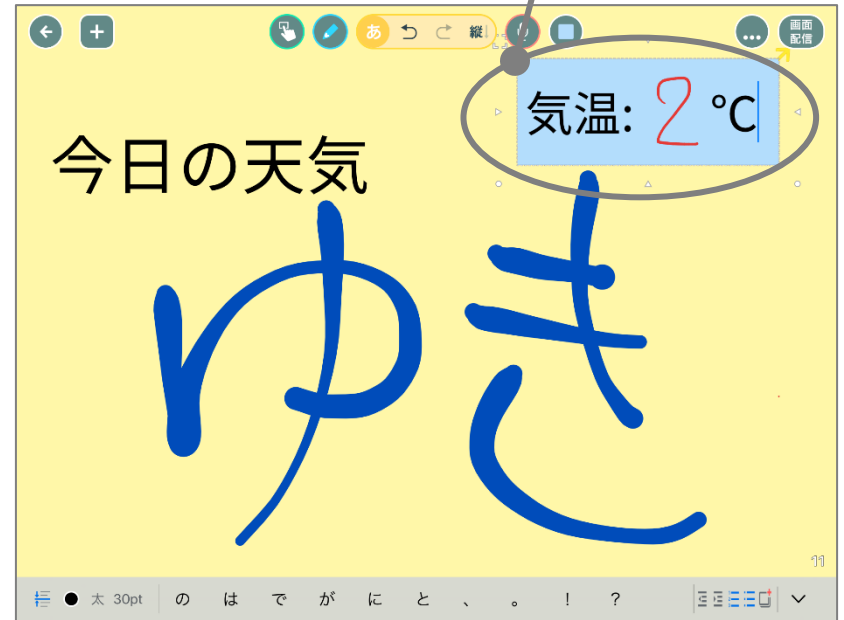 あ 縦 画面
配信
気温: 2 °C
今日の天気
ゆき
11
太 30pt の は で が に と 、 。 ! ?